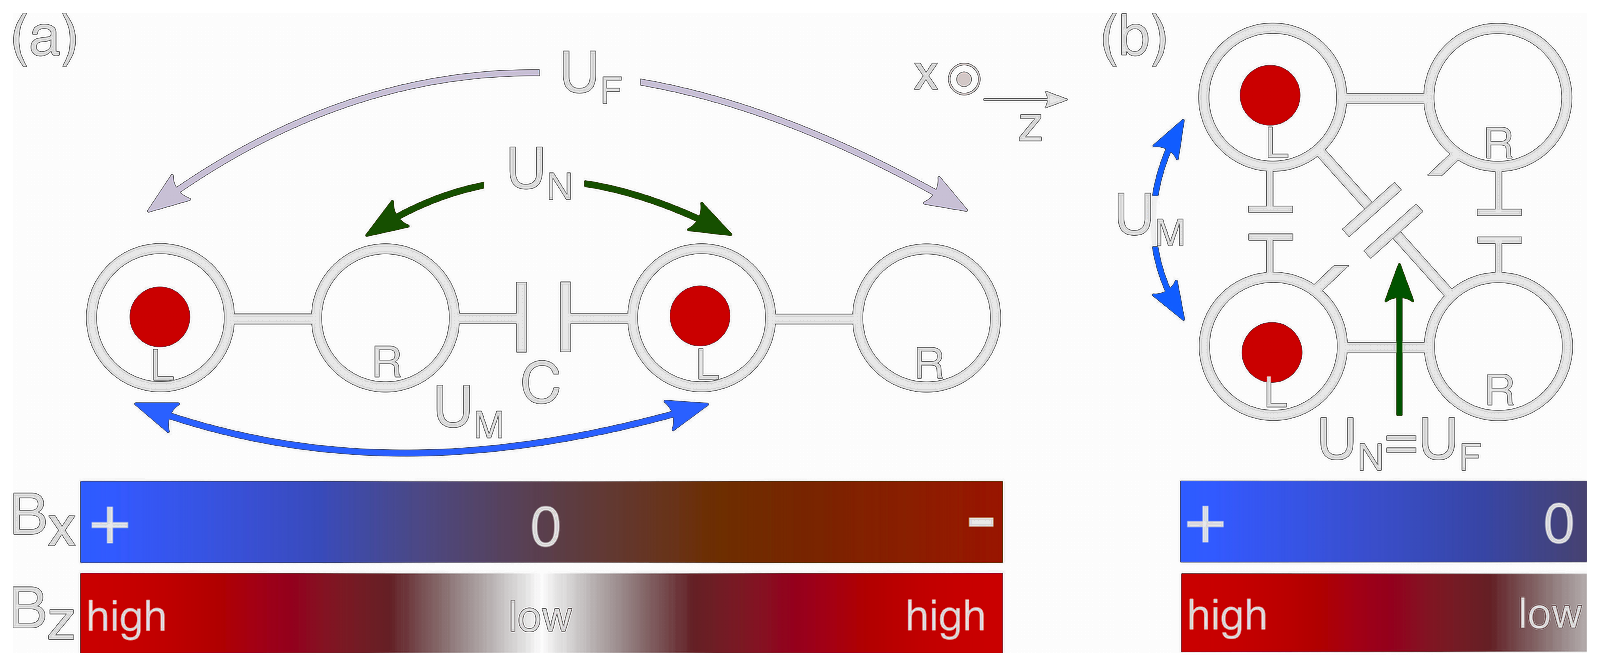 (a)
U_F
x
z
U_N
L
R
C
L
R
U_M
B_x + 0 -
B_z high low high
(b)
L
R
U_M
L
R
U_N=U_F
+ 0
high low